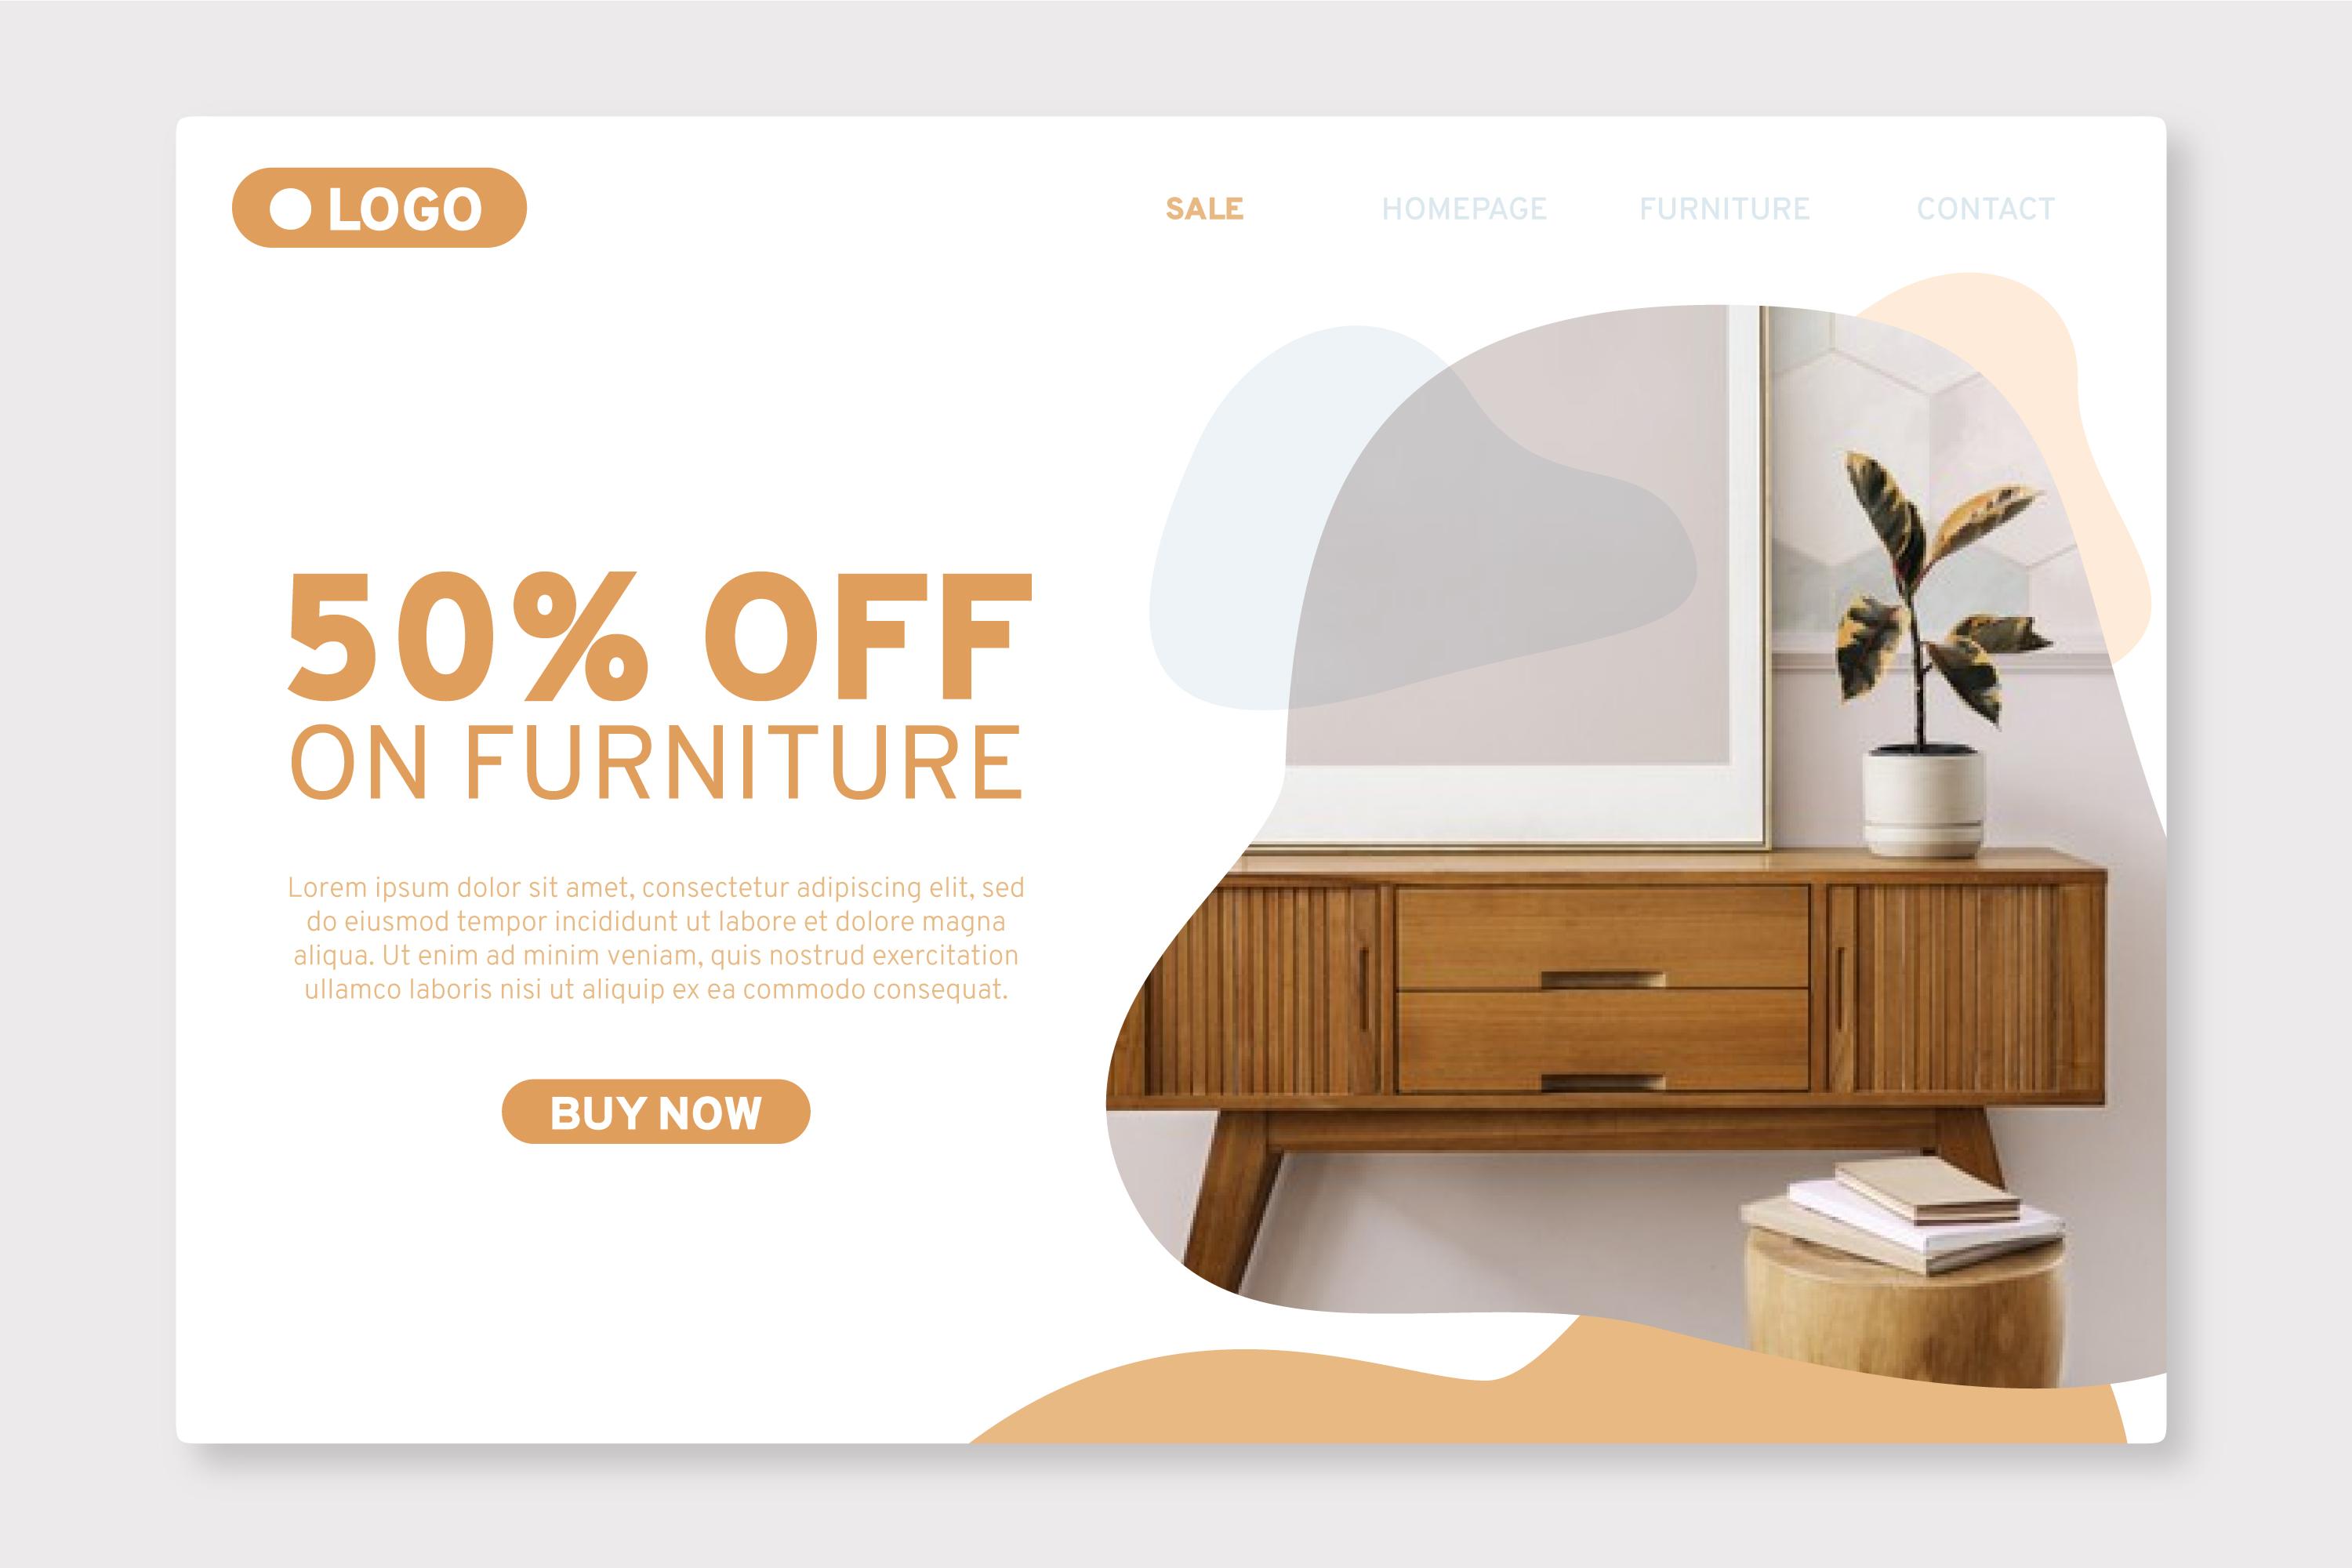 LOGO
SALE HOMEPAGE FURNITURE CONTACT
50% OFF
ON FURNITURE
Lorem ipsum dolor sit amet, consectetur adipiscing elit, sed
do eiusmod tempor incididunt ut labore et dolore magna
aliqua. Ut enim ad minim veniam, quis nostrud exercitation
ullamco laboris nisi ut aliquip ex ea commodo consequat.
BUY NOW